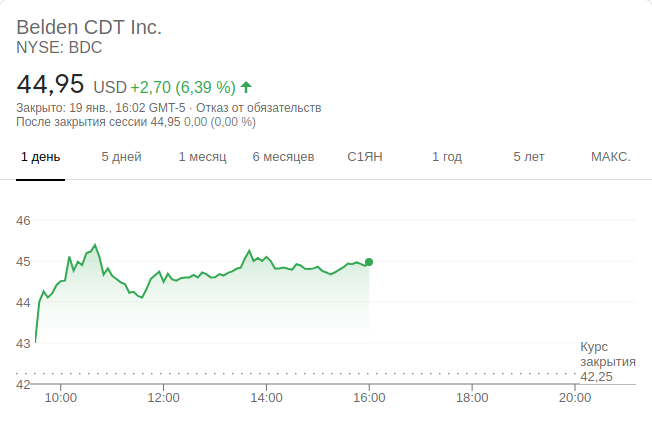 Belden CDT Inc.
NYSE: BDC
44,95 USD +2,70 (6,39 %)
Закрыто: 19 янв., 16:02 GMT-5 · Отказ от обязательств
После закрытия сессии 44,95 0,00 (0,00 %)
1 день 5 дней 1 месяц 6 месяцев С1ЯН 1 год 5 лет МАКС.
46
45
44
43
Курс
закрытия
42,25
42
10:00 12:00 14:00 16:00 18:00 20:00